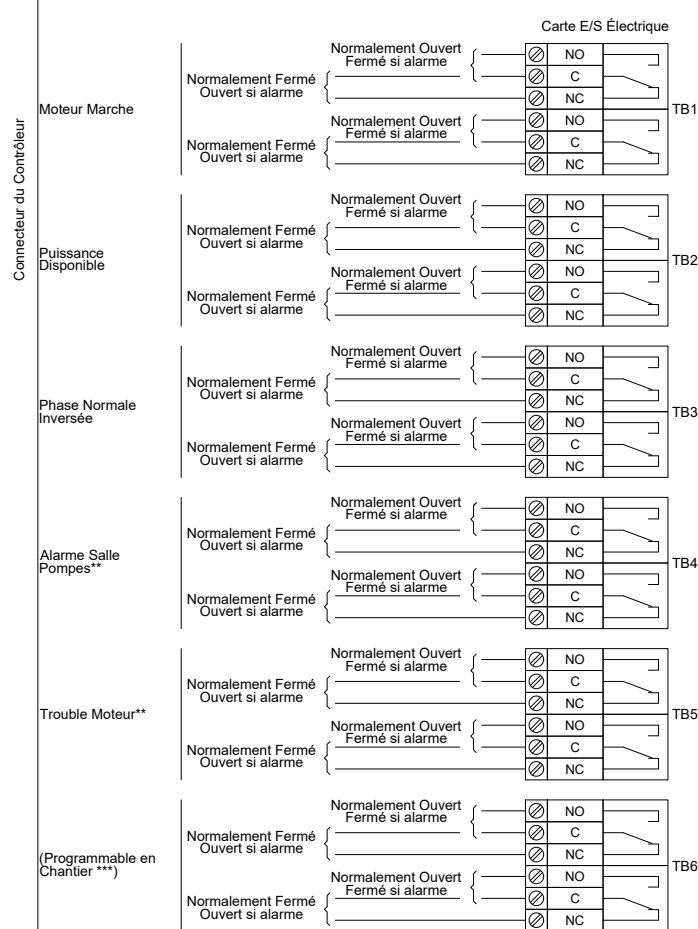 Carte E/S Électrique
Connecteur du Contrôleur
Moteur Marche
Normalement Ouvert
Fermé si alarme
Normalement Fermé
Ouvert si alarme
NO
C
NC
Normalement Ouvert
Fermé si alarme
Normalement Fermé
Ouvert si alarme
NO
C
NC
TB1
Puissance
Disponible
Normalement Ouvert
Fermé si alarme
Normalement Fermé
Ouvert si alarme
NO
C
NC
Normalement Ouvert
Fermé si alarme
Normalement Fermé
Ouvert si alarme
NO
C
NC
TB2
Phase Normale
Inversée
Normalement Ouvert
Fermé si alarme
Normalement Fermé
Ouvert si alarme
NO
C
NC
Normalement Ouvert
Fermé si alarme
Normalement Fermé
Ouvert si alarme
NO
C
NC
TB3
Alarme Salle
Pompes**
Normalement Ouvert
Fermé si alarme
Normalement Fermé
Ouvert si alarme
NO
C
NC
Normalement Ouvert
Fermé si alarme
Normalement Fermé
Ouvert si alarme
NO
C
NC
TB4
Trouble Moteur**
Normalement Ouvert
Fermé si alarme
Normalement Fermé
Ouvert si alarme
NO
C
NC
Normalement Ouvert
Fermé si alarme
Normalement Fermé
Ouvert si alarme
NO
C
NC
TB5
(Programmable en
Chantier ***)
Normalement Ouvert
Fermé si alarme
Normalement Fermé
Ouvert si alarme
NO
C
NC
Normalement Ouvert
Fermé si alarme
Normalement Fermé
Ouvert si alarme
NO
C
NC
TB6